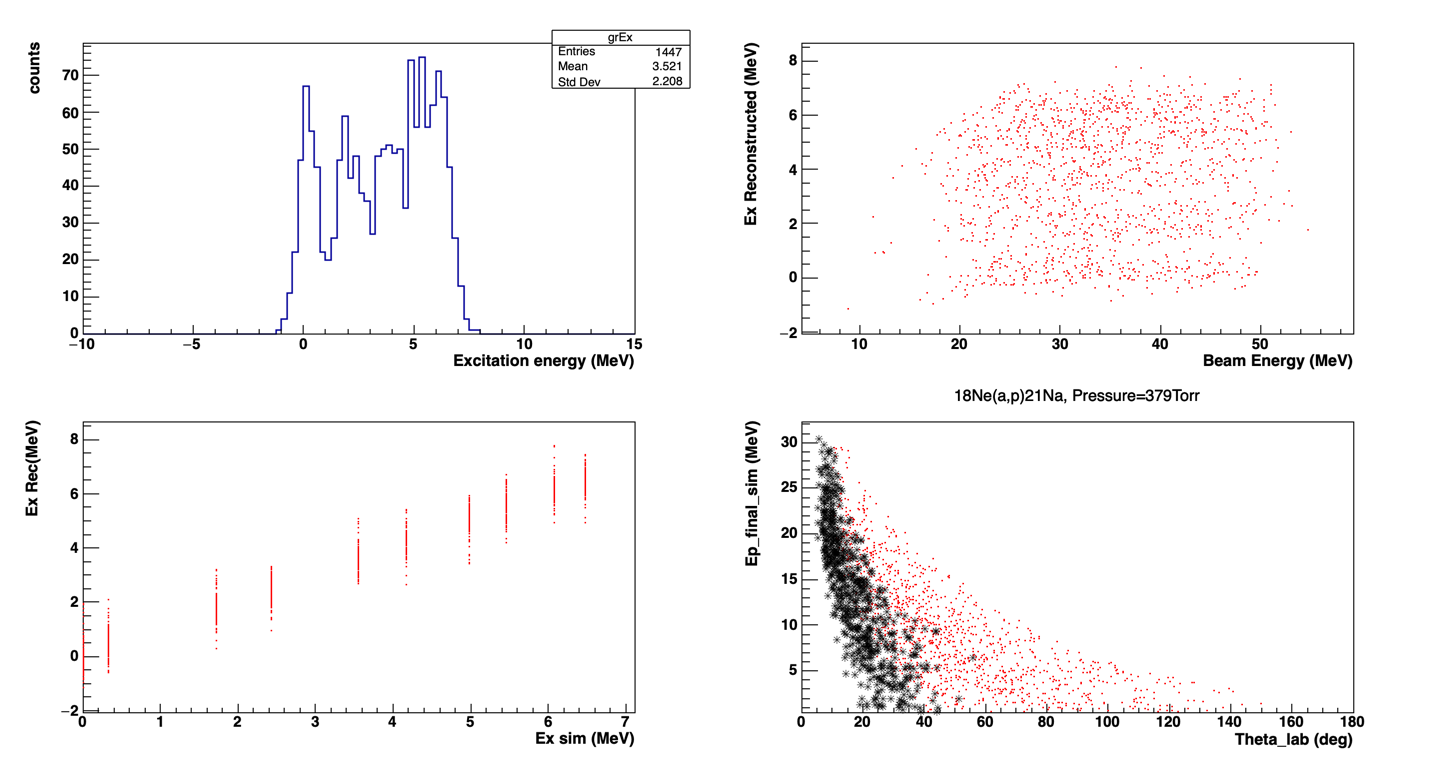 grEx
Entries 1447
Mean 3.521
Std Dev 2.208
counts
70
60
50
40
30
20
10
0
−10 −5 0 5 10 15
Excitation energy (MeV)
Ex Reconstructed (MeV)
8
6
4
2
0
−2
10 20 30 40 50
Beam Energy (MeV)
Ex Rec(MeV)
8
6
4
2
0
−2
0 1 2 3 4 5 6 7
Ex sim (MeV)
18Ne(a,p)21Na, Pressure=379Torr
Ep_final_sim (MeV)
30
25
20
15
10
5
0 20 40 60 80 100 120 140 160 180
Theta_lab (deg)